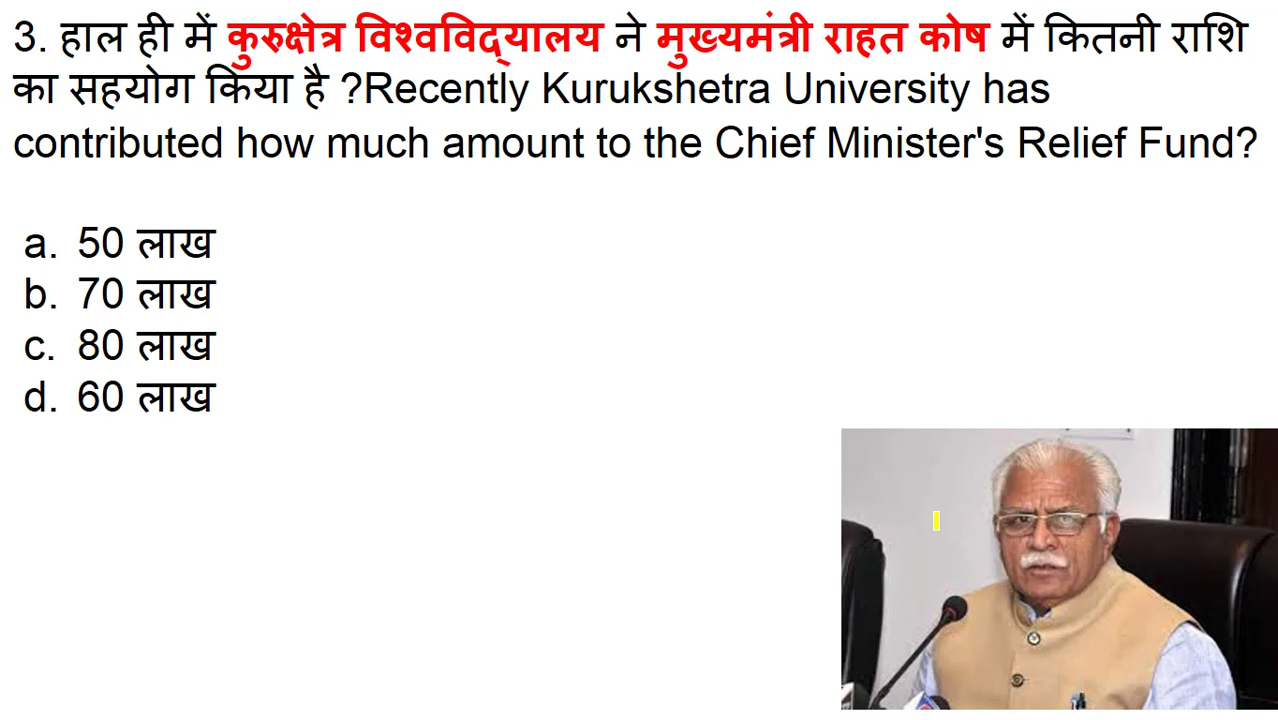 3. हाल ही में कुरुक्षेत्र विश्वविद्यालय ने मुख्यमंत्री राहत कोष में कितनी राशि
का सहयोग किया है ?Recently Kurukshetra University has
contributed how much amount to the Chief Minister's Relief Fund?
a. 50 लाख
b. 70 लाख
c. 80 लाख
d. 60 लाख